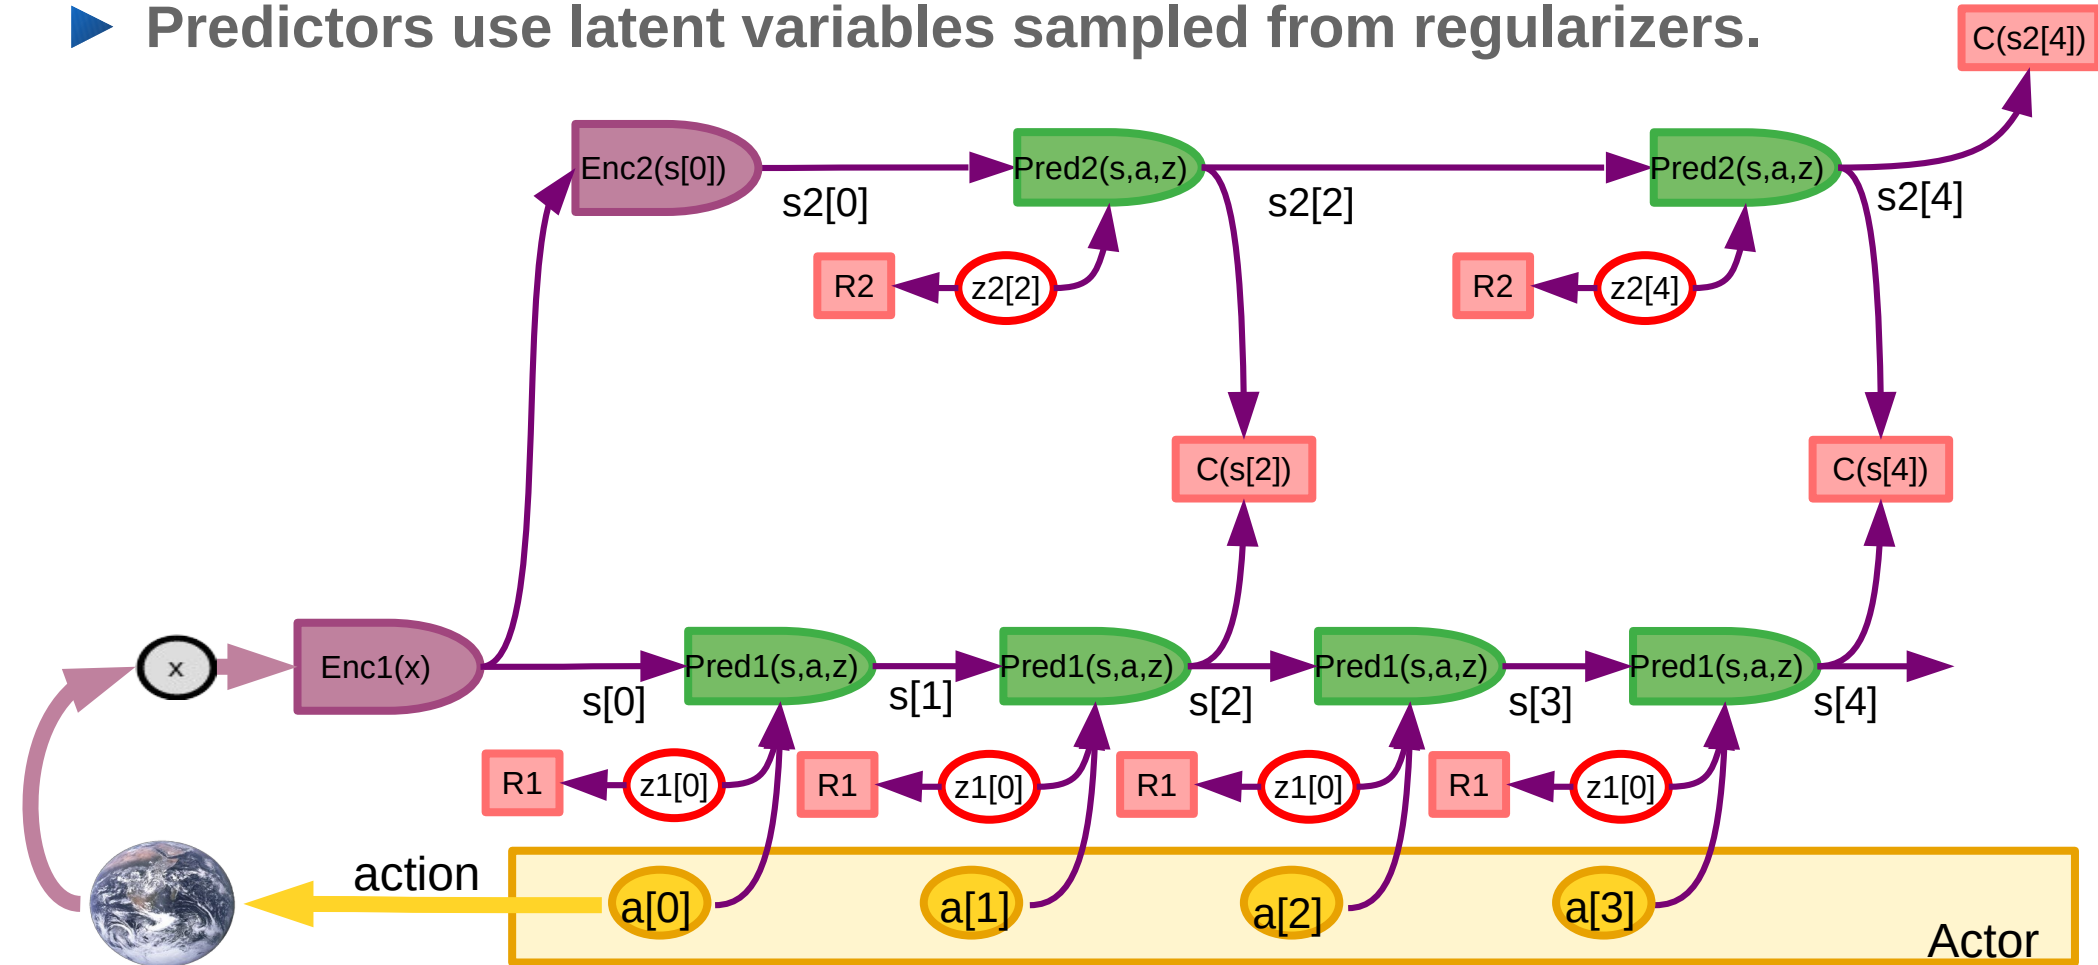 Predictors use latent variables sampled from regularizers.
C(s2[4])
Enc2(s[0])
Pred2(s,a,z)
Pred2(s,a,z)
s2[0]
s2[2]
s2[4]
R2
z2[2]
R2
z2[4]
C(s[2])
C(s[4])
x
Enc1(x)
Pred1(s,a,z)
Pred1(s,a,z)
Pred1(s,a,z)
Pred1(s,a,z)
s[0]
s[1]
s[2]
s[3]
s[4]
R1
z1[0]
R1
z1[0]
R1
z1[0]
R1
z1[0]
action
a[0]
a[1]
a[2]
a[3]
Actor